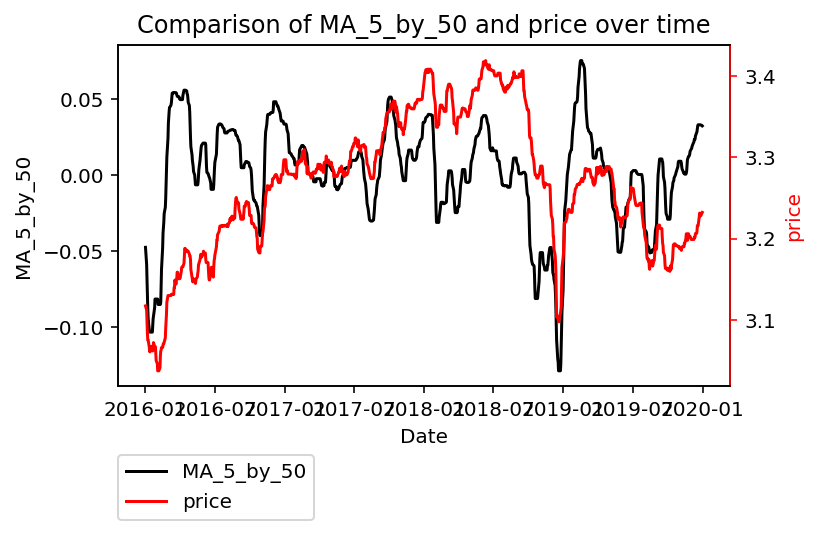 Comparison of MA_5_by_50 and price over time
MA_5_by_50
0.05
0.00
−0.05
−0.10
3.4
3.3
3.2
3.1
price
2016-01 2016-07 2017-01 2017-07 2018-01 2018-07 2019-01 2019-07 2020-01
Date
MA_5_by_50
price